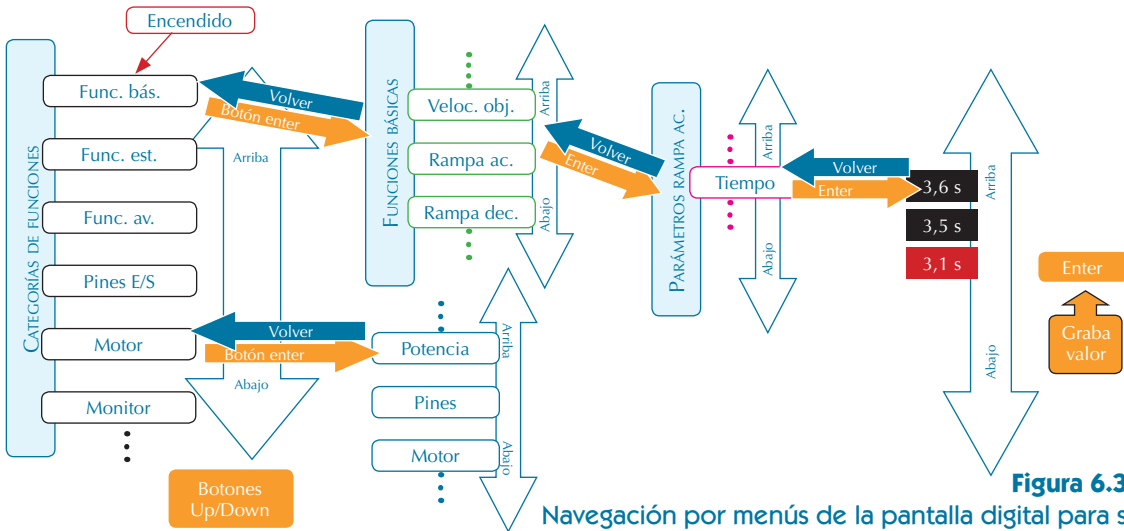 Encendido
CATEGORÍAS DE FUNCIONES
Func. bás.
Func. est.
Func. av.
Pines E/S
Motor
Monitor
Arriba
Abajo
Botones
Up/Down
Volver
Botón enter
Volver
Botón enter
FUNCIONES BÁSICAS
Veloc. obj.
Rampa ac.
Rampa dec.
Arriba
Abajo
Potencia
Pines
Motor
Arriba
Abajo
Volver
Enter
PARÁMETROS RAMPA AC.
Tiempo
Arriba
Abajo
Volver
Enter
3,6 s
3,5 s
3,1 s
Arriba
Abajo
Enter
Graba
valor
Figura 6.3
Navegación por menús de la pantalla digital para s